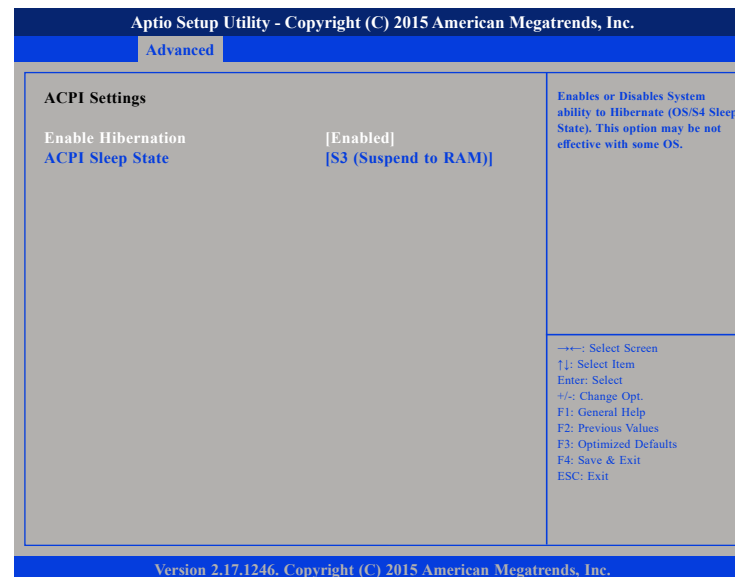 Aptio Setup Utility - Copyright (C) 2015 American Megatrends, Inc.
Advanced
ACPI Settings
Enable Hibernation [Enabled]
ACPI Sleep State [S3 (Suspend to RAM)]
Enables or Disables System
ability to Hibernate (OS/S4 Sleep
State). This option may be not
effective with some OS.
→←: Select Screen
↑↓: Select Item
Enter: Select
+/-: Change Opt.
F1: General Help
F2: Previous Values
F3: Optimized Defaults
F4: Save & Exit
ESC: Exit
Version 2.17.1246. Copyright (C) 2015 American Megatrends, Inc.